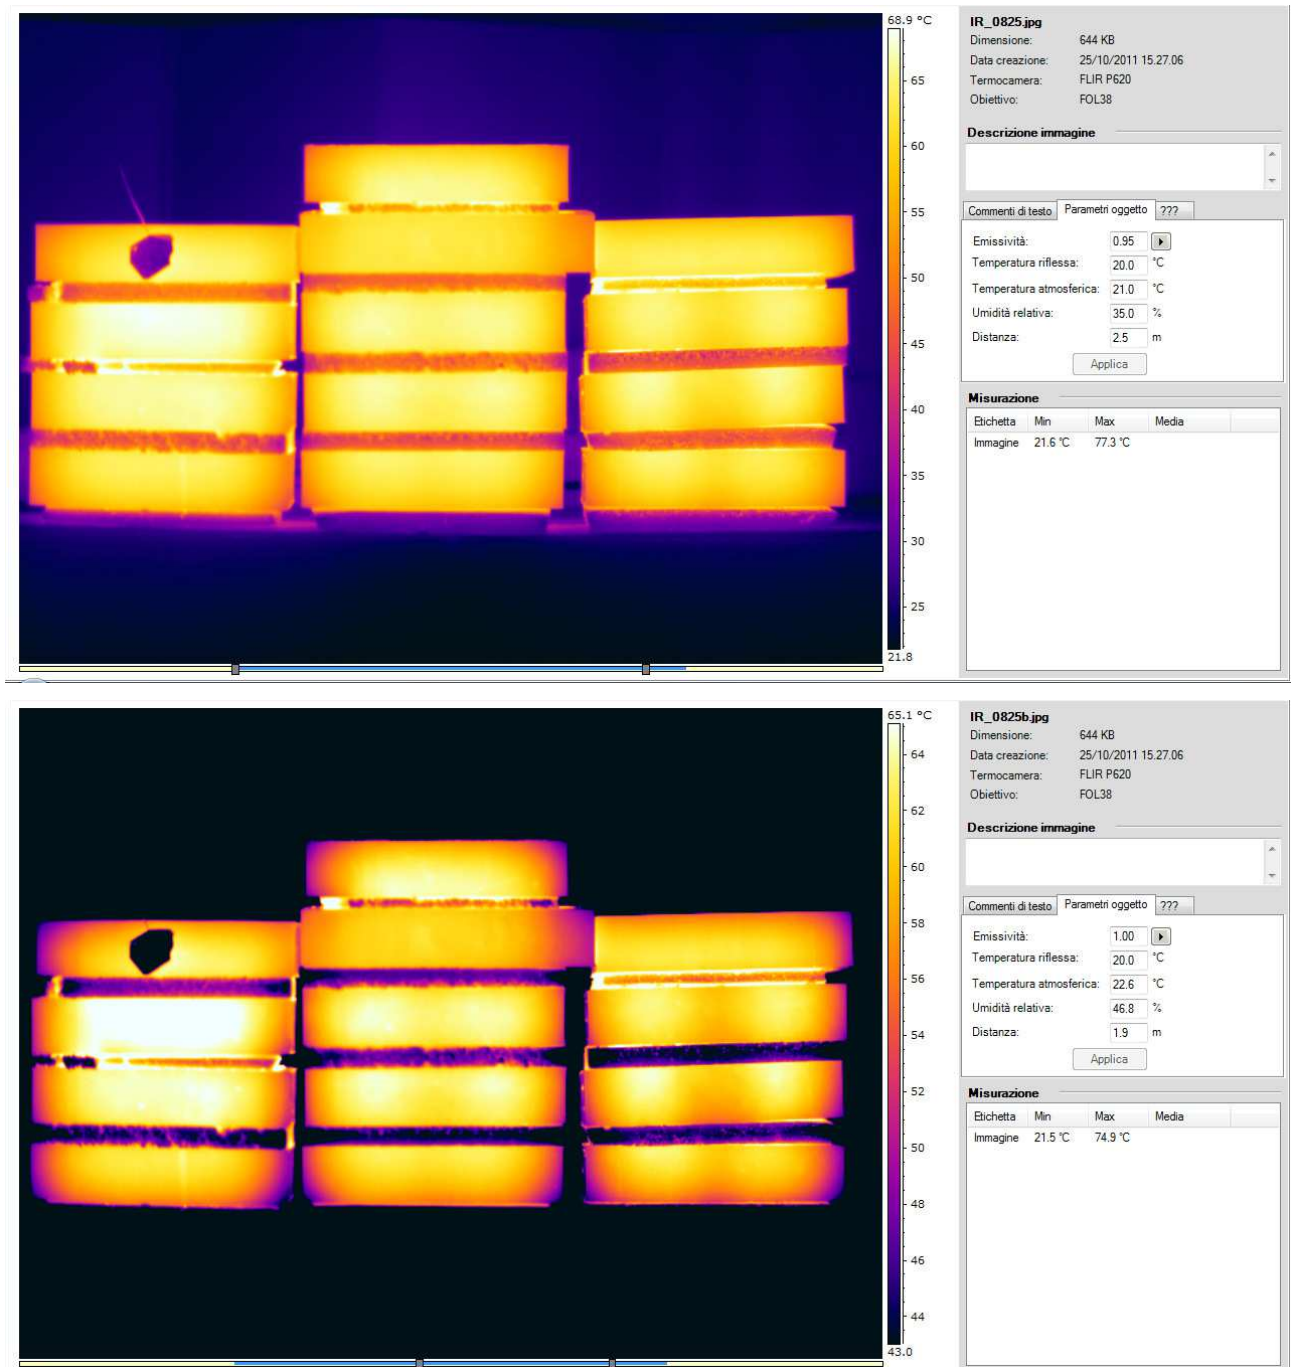 68.9 °C
65
60
55
50
45
40
35
30
25
21.8
IR_0825.jpg
Dimensione: 644 KB
Data creazione: 25/10/2011 15.27.06
Termocamera: FLIR P620
Obiettivo: FOL38
Descrizione immagine
Commenti di testo Parametri oggetto ???
Emissività: 0.95
Temperatura riflessa: 20.0 °C
Temperatura atmosferica: 21.0 °C
Umidità relativa: 35.0 %
Distanza: 2.5 m
Applica
Misurazione
Etichetta Min Max Media
Immagine 21.6 °C 77.3 °C
65.1 °C
64
62
60
58
56
54
52
50
48
46
44
43.0
IR_0825b.jpg
Dimensione: 644 KB
Data creazione: 25/10/2011 15.27.06
Termocamera: FLIR P620
Obiettivo: FOL38
Descrizione immagine
Commenti di testo Parametri oggetto ???
Emissività: 1.00
Temperatura riflessa: 20.0 °C
Temperatura atmosferica: 22.6 °C
Umidità relativa: 46.8 %
Distanza: 1.9 m
Applica
Misurazione
Etichetta Min Max Media
Immagine 21.5 °C 74.9 °C